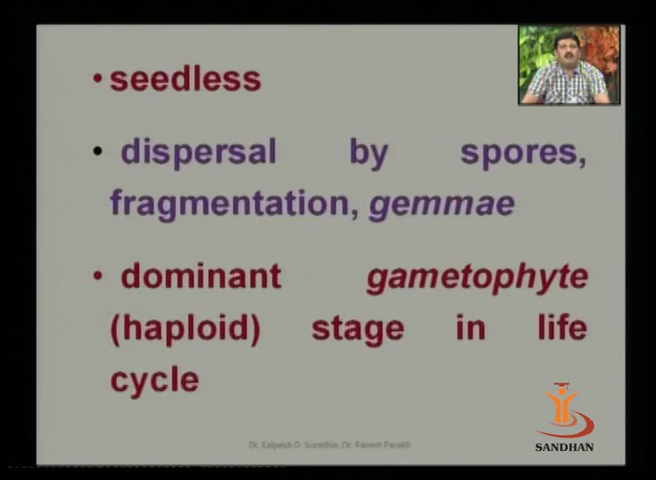 • seedless
• dispersal by spores,
fragmentation, gemmae
• dominant gametophyte
(haploid) stage in life
cycle
SANDHAN
Dr. Kalpesh D. Sorathia, Dr. Paresh Parekh